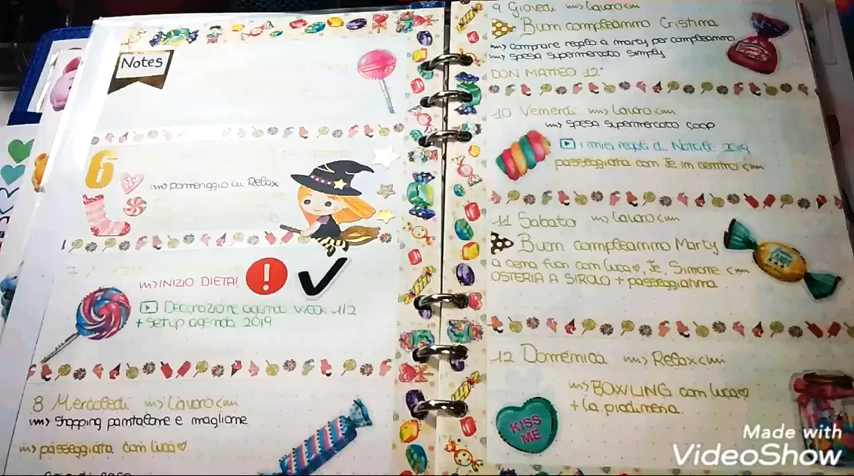 Notes
6
~>pomeriggio in Relax
7
~>INIZIO DIETA!
Decorazione agenda week 1/2
+ setup agenda 2019
8 Mercoledì ~>Lavoro
~> shopping pantalone e maglione
~> passeggiata con luca♡
9 Giovedì ~>Lavoro
Buon compleanno Cristina
~> comprare regalo a marty per compleanno
~> spesa supermercato simply
DON MATTEO 12°
10 Venerdì ~> Lavoro
~> spesa supermercato coop
i miei regali di Natale 2019
passeggiata con Je in centro
11 Sabato ~> Lavoro
Buon compleanno Marty
a cena fuori con luca♡, Je, Simone
OSTERIA A SIROLO + passeggiatina
12 Domenica ~> Relax
~>BOWLING con luca♡
+ la piadineria
KISS
ME
Made with
VideoShow